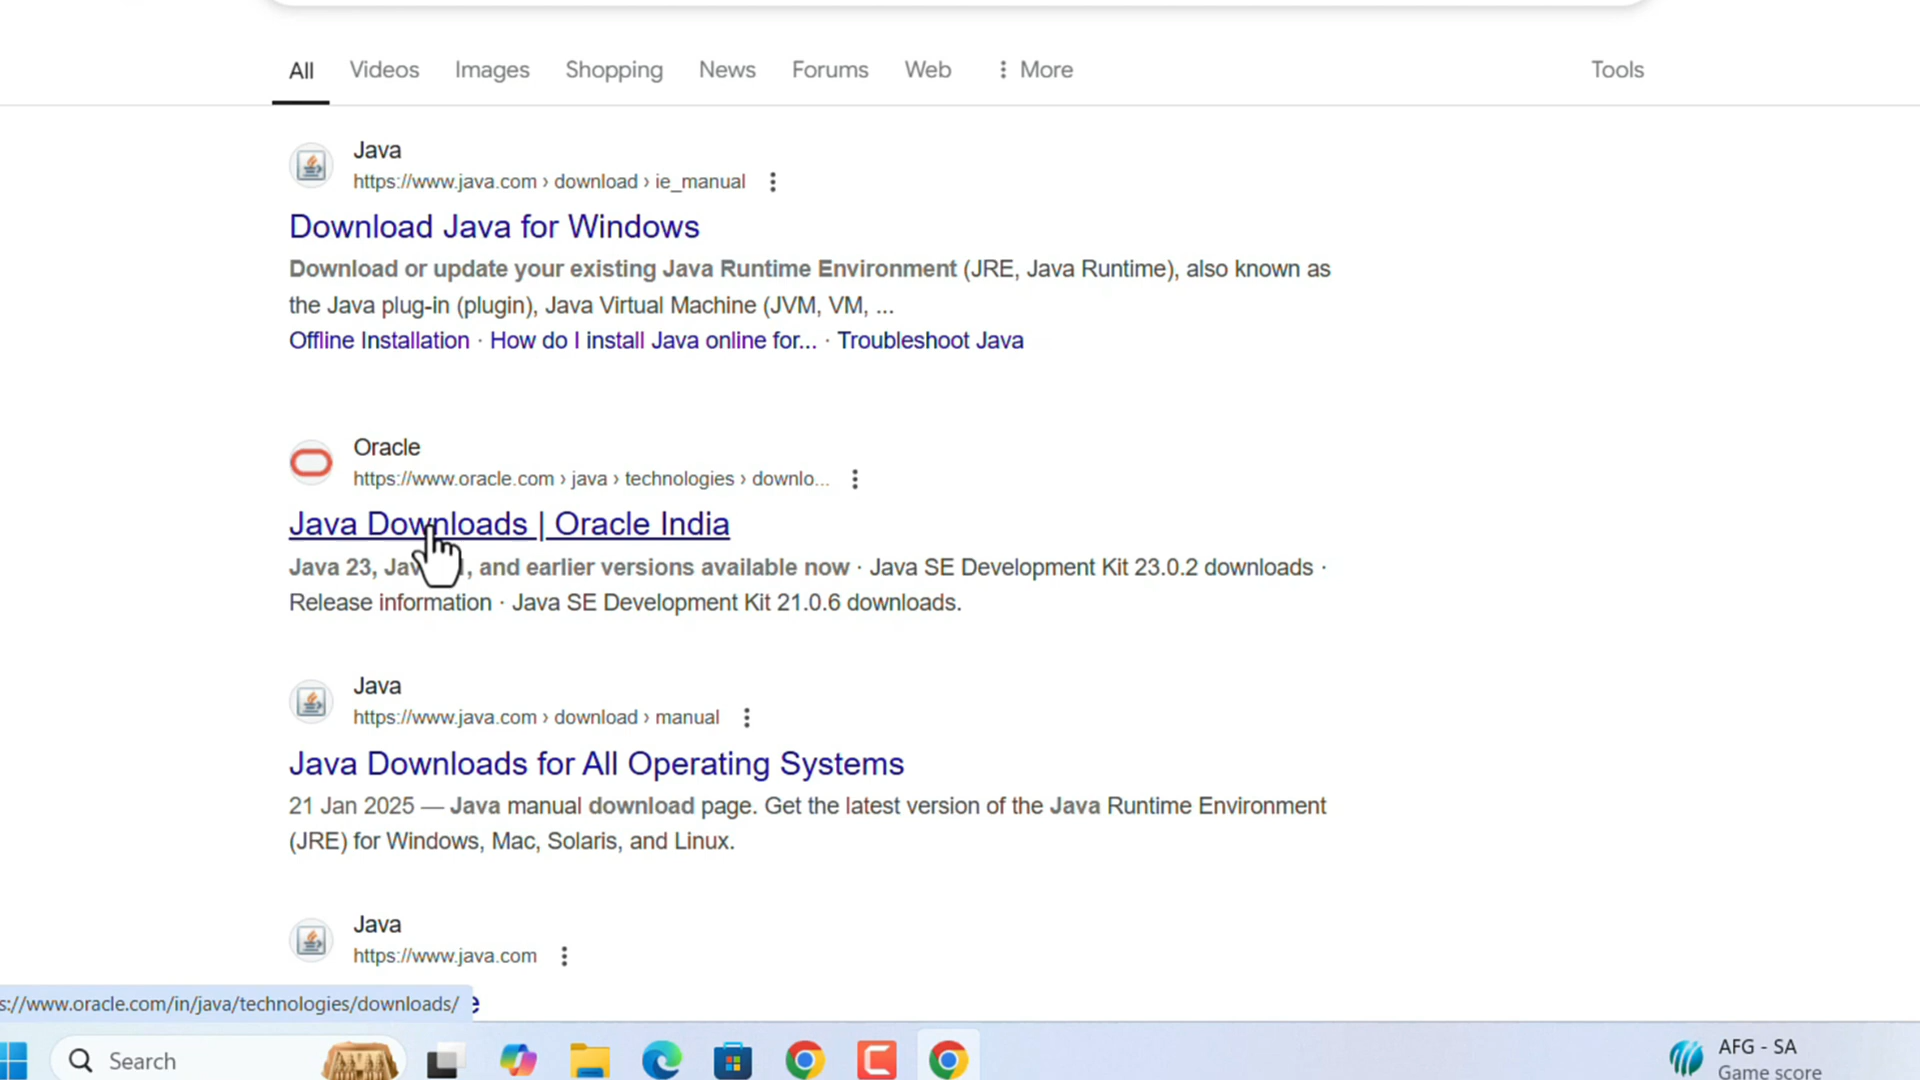 All Videos Images Shopping News Forums Web More Tools
Java
https://www.java.com › download › ie_manual
Download Java for Windows
Download or update your existing Java Runtime Environment (JRE, Java Runtime), also known as
the Java plug-in (plugin), Java Virtual Machine (JVM, VM, ...
Offline Installation · How do I install Java online for... · Troubleshoot Java
Oracle
https://www.oracle.com › java › technologies › downlo...
Java Downloads | Oracle India
Java 23, and earlier versions available now · Java SE Development Kit 23.0.2 downloads ·
Release information · Java SE Development Kit 21.0.6 downloads.
Java
https://www.java.com › download › manual
Java Downloads for All Operating Systems
21 Jan 2025 — Java manual download page. Get the latest version of the Java Runtime Environment
(JRE) for Windows, Mac, Solaris, and Linux.
Java
https://www.java.com
s://www.oracle.com/in/java/technologies/downloads/ e
Search
AFG - SA
Game score